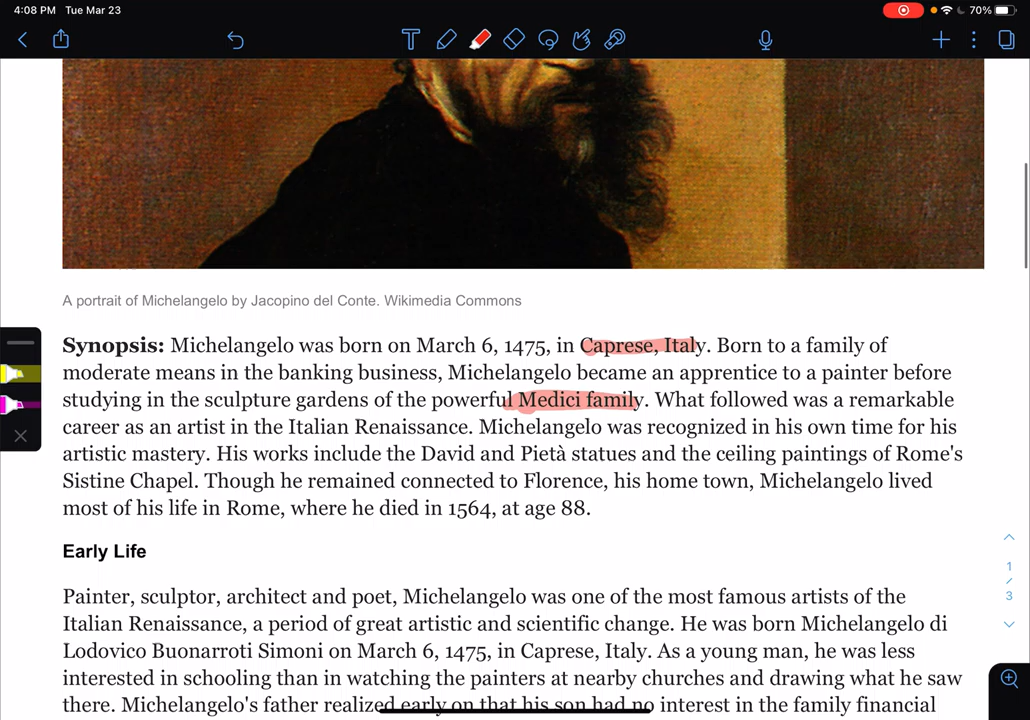 4:08 PM Tue Mar 23
70%
T
A portrait of Michelangelo by Jacopino del Conte. Wikimedia Commons
Synopsis: Michelangelo was born on March 6, 1475, in Caprese, Italy. Born to a family of
moderate means in the banking business, Michelangelo became an apprentice to a painter before
studying in the sculpture gardens of the powerful Medici family. What followed was a remarkable
career as an artist in the Italian Renaissance. Michelangelo was recognized in his own time for his
artistic mastery. His works include the David and Pietà statues and the ceiling paintings of Rome's
Sistine Chapel. Though he remained connected to Florence, his home town, Michelangelo lived
most of his life in Rome, where he died in 1564, at age 88.
1
/
3
Early Life
Painter, sculptor, architect and poet, Michelangelo was one of the most famous artists of the
Italian Renaissance, a period of great artistic and scientific change. He was born Michelangelo di
Lodovico Buonarroti Simoni on March 6, 1475, in Caprese, Italy. As a young man, he was less
interested in schooling than in watching the painters at nearby churches and drawing what he saw
there. Michelangelo's father realized early on that his son had no interest in the family financial